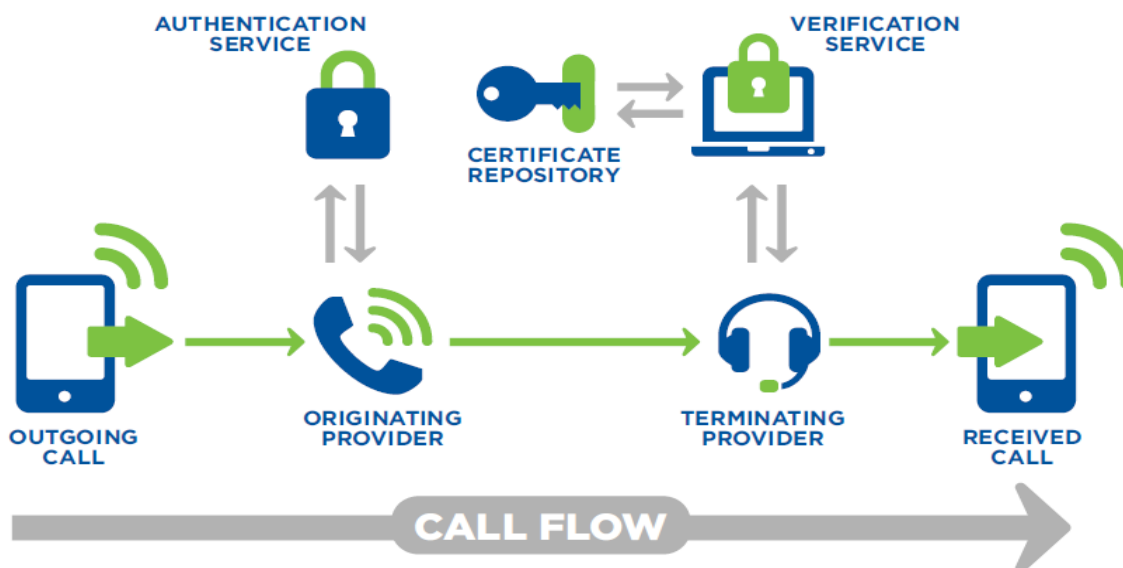 AUTHENTICATION
SERVICE
VERIFICATION
SERVICE
CERTIFICATE
REPOSITORY
OUTGOING
CALL
ORIGINATING
PROVIDER
TERMINATING
PROVIDER
RECEIVED
CALL
CALL FLOW